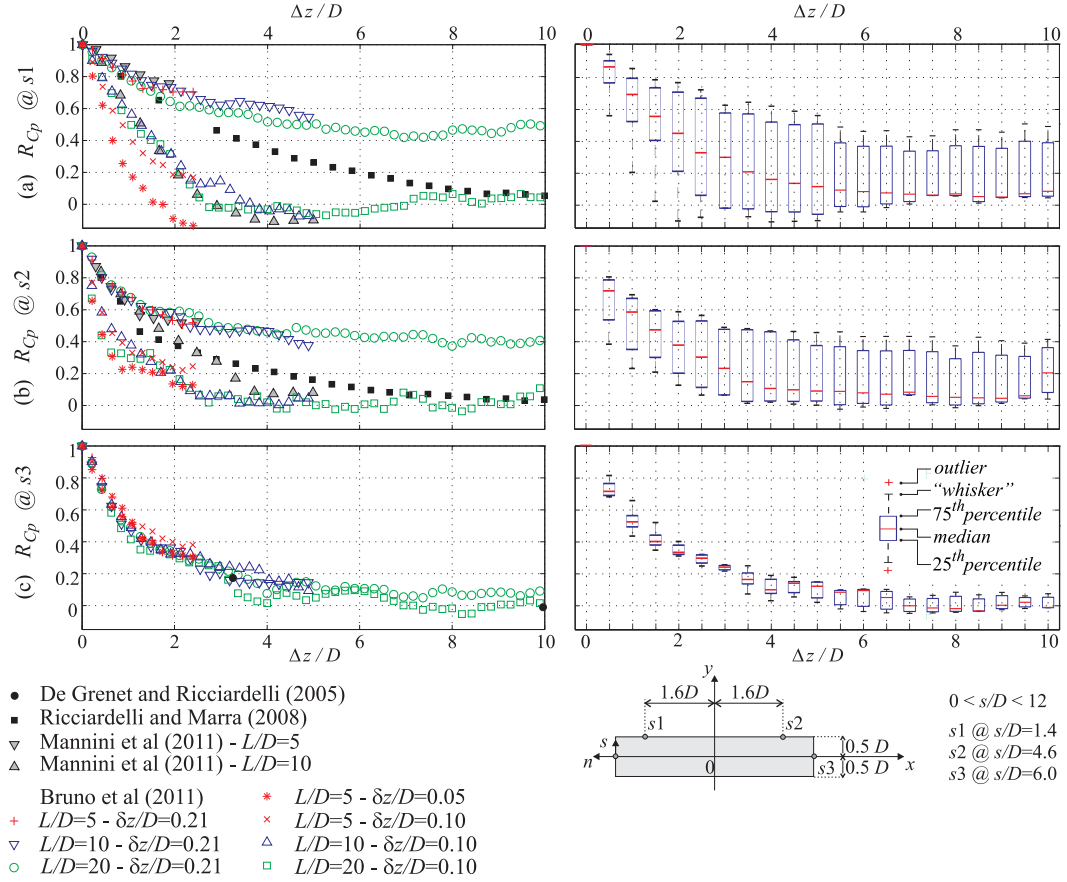 Δz / D
Δz / D
0 2 4 6 8 10
0 2 4 6 8 10
(a) R_Cp @ s1
1
0.8
0.6
0.4
0.2
0
(b) R_Cp @ s2
1
0.8
0.6
0.4
0.2
0
(c) R_Cp @ s3
1
0.8
0.6
0.4
0.2
0
outlier
“whisker”
75th percentile
median
25th percentile
0 2 4 6 8 10
0 2 4 6 8 10
Δz / D
Δz / D
De Grenet and Ricciardelli (2005)
Ricciardelli and Marra (2008)
Mannini et al (2011) - L/D=5
Mannini et al (2011) - L/D=10
Bruno et al (2011)
L/D=5 - δz/D=0.21
L/D=10 - δz/D=0.21
L/D=20 - δz/D=0.21
L/D=5 - δz/D=0.05
L/D=5 - δz/D=0.10
L/D=10 - δz/D=0.10
L/D=20 - δz/D=0.10
y
1.6D 1.6D
s1 s2
s
0.5 D
n 0 s3 x
0.5 D
0 < s/D < 12
s1 @ s/D=1.4
s2 @ s/D=4.6
s3 @ s/D=6.0